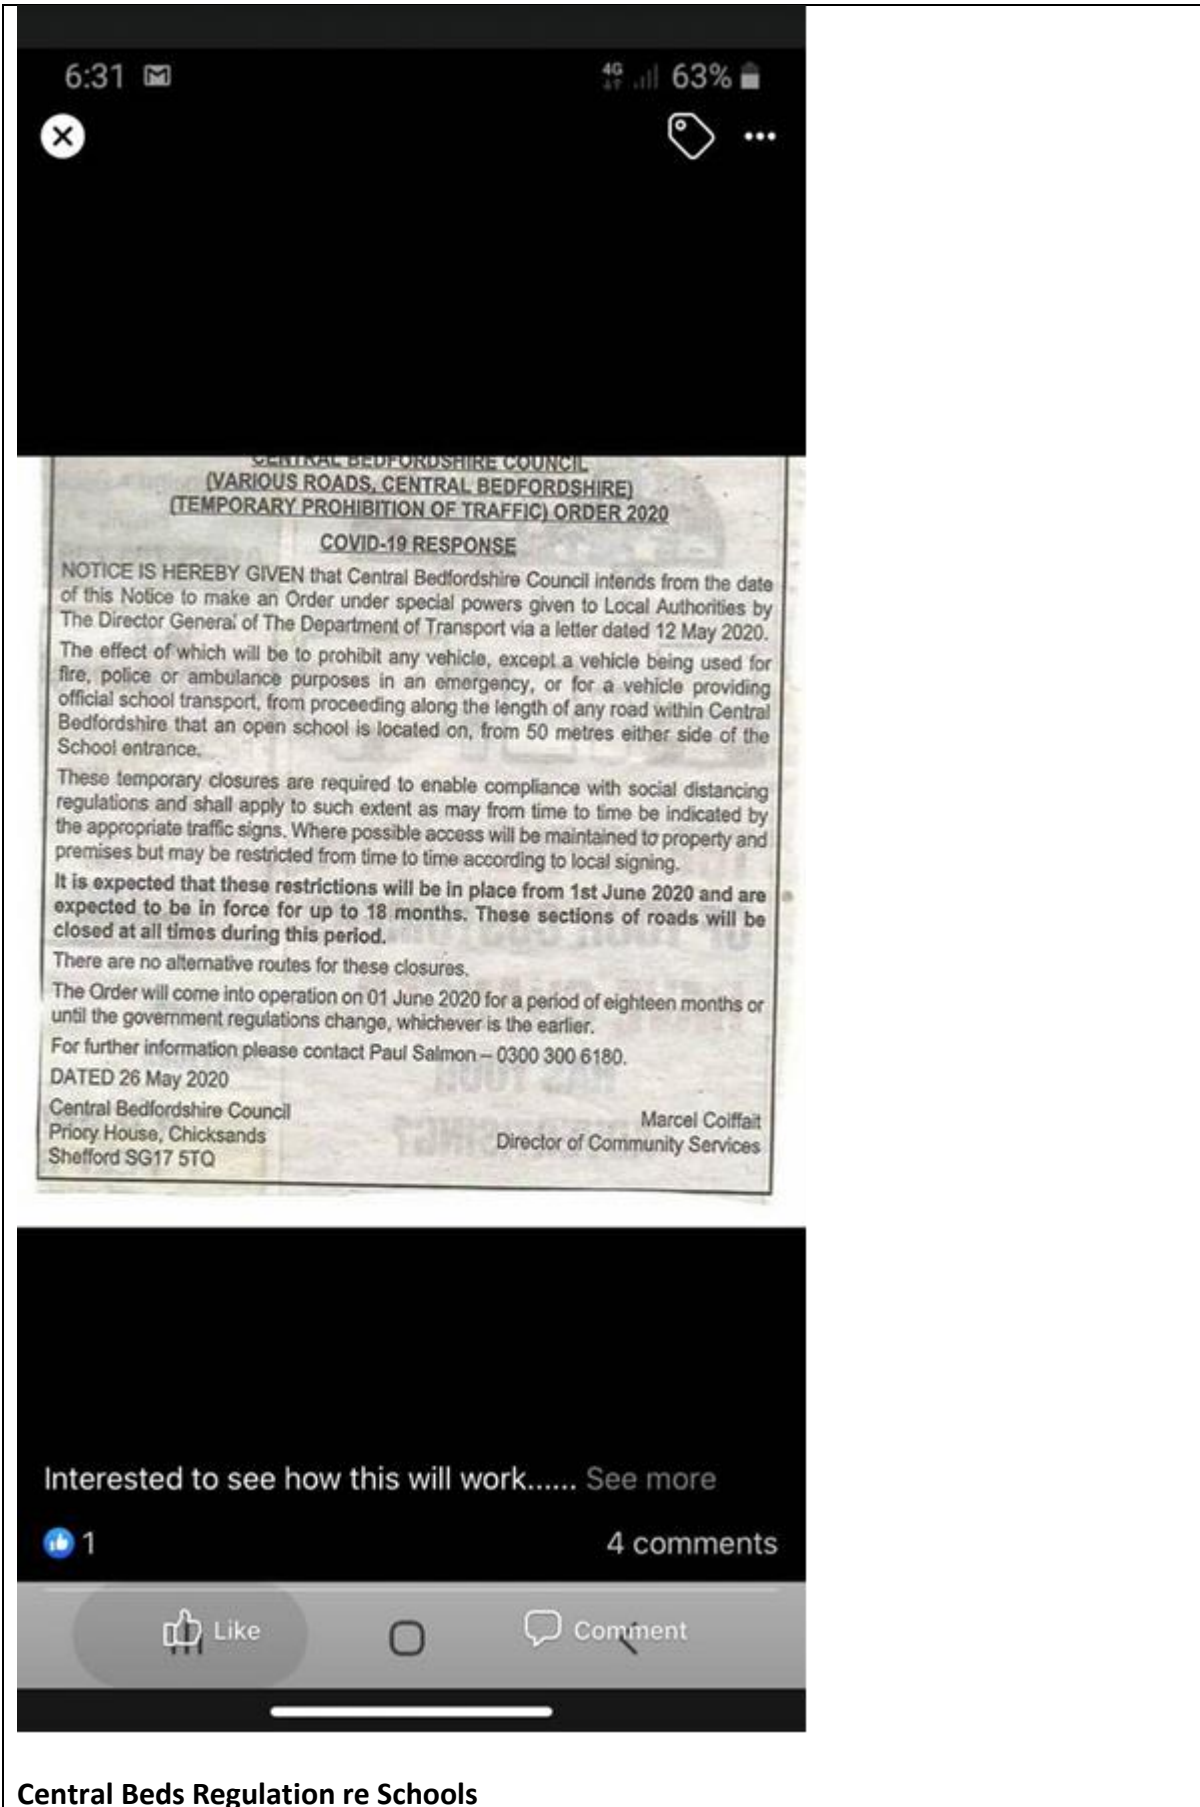 6:31
4G
63%
CENTRAL BEDFORDSHIRE COUNCIL
(VARIOUS ROADS, CENTRAL BEDFORDSHIRE)
(TEMPORARY PROHIBITION OF TRAFFIC) ORDER 2020
COVID-19 RESPONSE
NOTICE IS HEREBY GIVEN that Central Bedfordshire Council intends from the date
of this Notice to make an Order under special powers given to Local Authorities by
The Director General of The Department of Transport via a letter dated 12 May 2020.
The effect of which will be to prohibit any vehicle, except a vehicle being used for
fire, police or ambulance purposes in an emergency, or for a vehicle providing
official school transport, from proceeding along the length of any road within Central
Bedfordshire that an open school is located on, from 50 metres either side of the
School entrance.
These temporary closures are required to enable compliance with social distancing
regulations and shall apply to such extent as may from time to time be indicated by
the appropriate traffic signs. Where possible access will be maintained to property and
premises but may be restricted from time to time according to local signing.
It is expected that these restrictions will be in place from 1st June 2020 and are
expected to be in force for up to 18 months. These sections of roads will be
closed at all times during this period.
There are no alternative routes for these closures.
The Order will come into operation on 01 June 2020 for a period of eighteen months or
until the government regulations change, whichever is the earlier.
For further information please contact Paul Salmon – 0300 300 6180.
DATED 26 May 2020
Central Bedfordshire Council
Priory House, Chicksands
Shefford SG17 5TQ
Marcel Coiffait
Director of Community Services
Interested to see how this will work...... See more
1
4 comments
Like
Comment
Central Beds Regulation re Schools